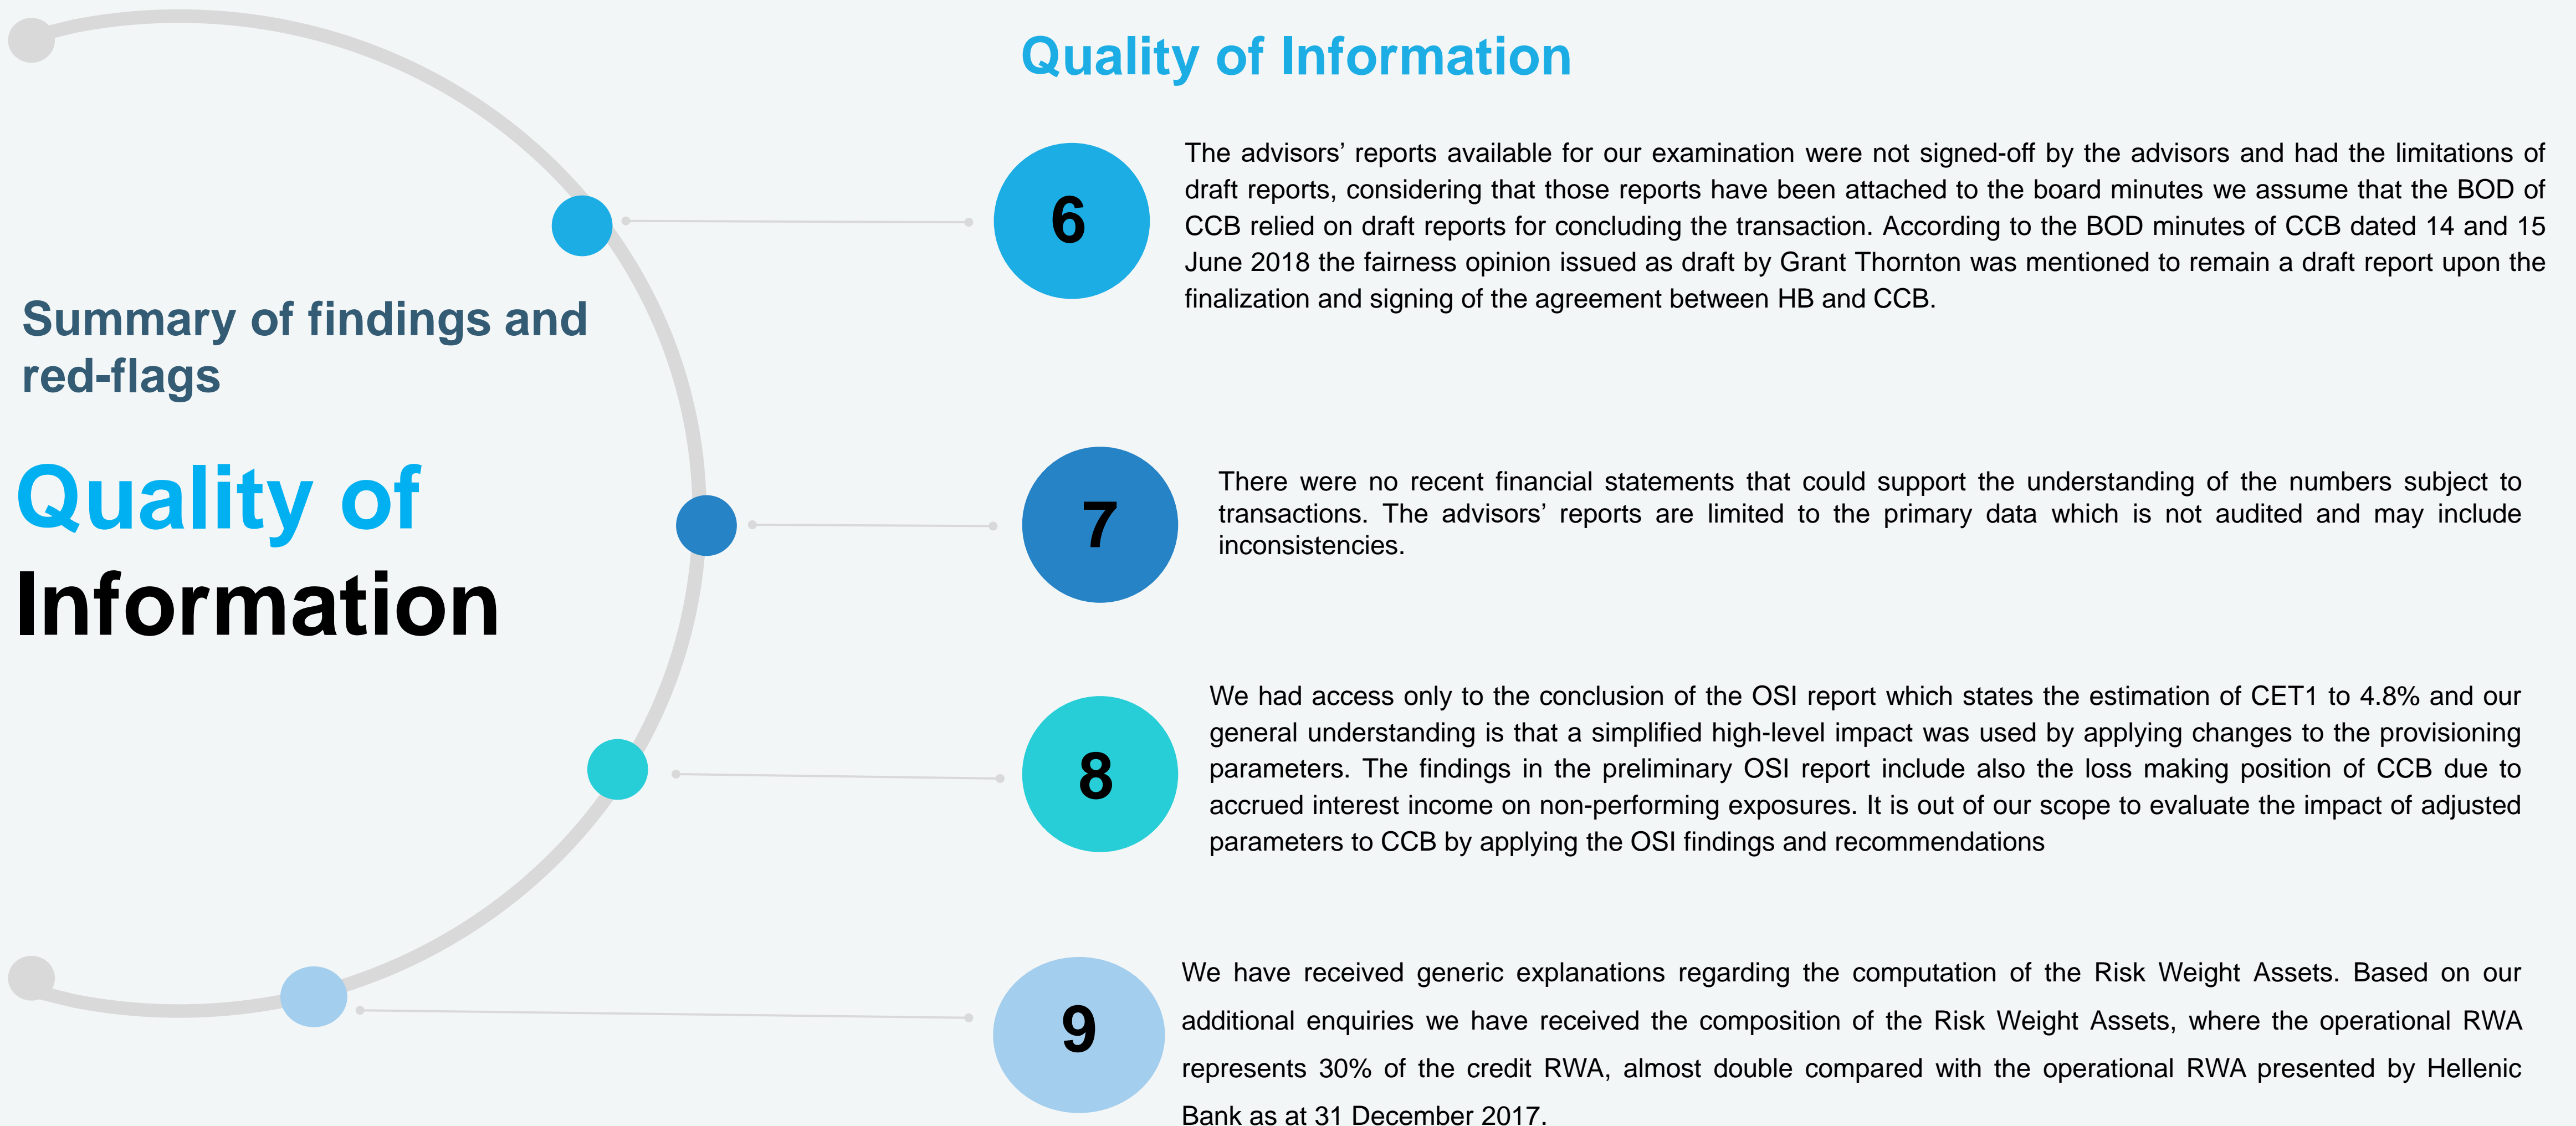 Quality of Information
Summary of findings and
red-flags
Quality of
Information
6
The advisors’ reports available for our examination were not signed-off by the advisors and had the limitations of
draft reports, considering that those reports have been attached to the board minutes we assume that the BOD of
CCB relied on draft reports for concluding the transaction. According to the BOD minutes of CCB dated 14 and 15
June 2018 the fairness opinion issued as draft by Grant Thornton was mentioned to remain a draft report upon the
finalization and signing of the agreement between HB and CCB.
7
There were no recent financial statements that could support the understanding of the numbers subject to
transactions. The advisors’ reports are limited to the primary data which is not audited and may include
inconsistencies.
8
We had access only to the conclusion of the OSI report which states the estimation of CET1 to 4.8% and our
general understanding is that a simplified high-level impact was used by applying changes to the provisioning
parameters. The findings in the preliminary OSI report include also the loss making position of CCB due to
accrued interest income on non-performing exposures. It is out of our scope to evaluate the impact of adjusted
parameters to CCB by applying the OSI findings and recommendations
9
We have received generic explanations regarding the computation of the Risk Weight Assets. Based on our
additional enquiries we have received the composition of the Risk Weight Assets, where the operational RWA
represents 30% of the credit RWA, almost double compared with the operational RWA presented by Hellenic
Bank as at 31 December 2017.